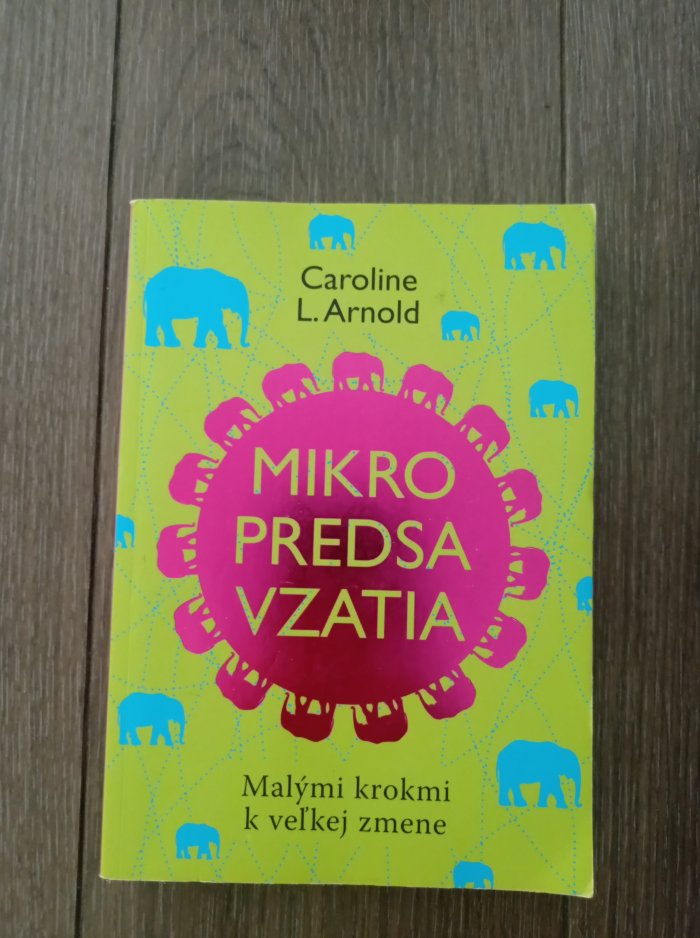 Caroline
L. Arnold
MIKRO
PREDSA
VZATIA
Malými krokmi
k veľkej zmene